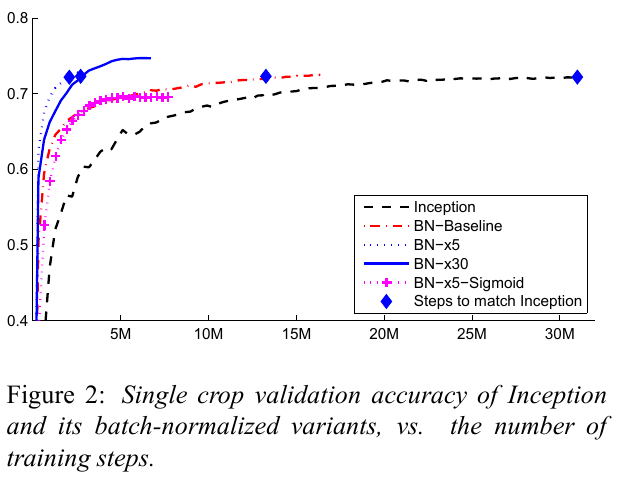 0.8
0.7
0.6
0.5
0.4
5M 10M 15M 20M 25M 30M
Inception
BN−Baseline
BN−x5
BN−x30
BN−x5−Sigmoid
Steps to match Inception
Figure 2: Single crop validation accuracy of Inception
and its batch-normalized variants, vs. the number of
training steps.